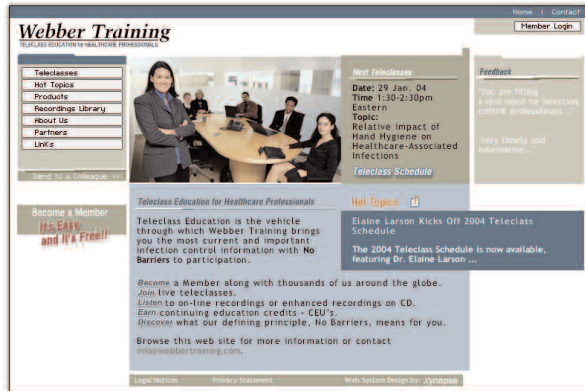 Home | Contact
Webber Training
TELECLASS EDUCATION for HEALTHCARE PROFESSIONALS
Member Login
Teleclasses
Hot Topics
Products
Recordings Library
About Us
Partners
Links
Send to a Colleague >>
Become a Member
It's Easy,
and It's Free!!
Next Teleclasses
Date: 29 Jan. 04
Time 1:30-2:30pm
Eastern
Topic:
Relative impact of
Hand Hygiene on
Healthcare-Associated
Infections
Teleclass Schedule
Feedback
"You are filling
a real need for infection
control professionals..."
"Very timely and
informative..."
Teleclass Education for Healthcare Professionals
Teleclass Education is the vehicle
through which Webber Training brings
you the most current and important
infection control information with No
Barriers to participation.
Become a Member along with thousands of us around the globe.
Join live teleclasses.
Listen to on-line recordings or enhanced recordings on CD.
Earn continuing education credits - CEU's.
Discover what our defining principle, No Barriers, means for you.
Browse this web site for more information or contact
info@webbertraining.com.
Hot Topics
Elaine Larson Kicks Off 2004 Teleclass
Schedule
The 2004 Teleclass Schedule is now available,
featuring Dr. Elaine Larson ...
Legal Notices Privacy Statement Web System Design by: synapse